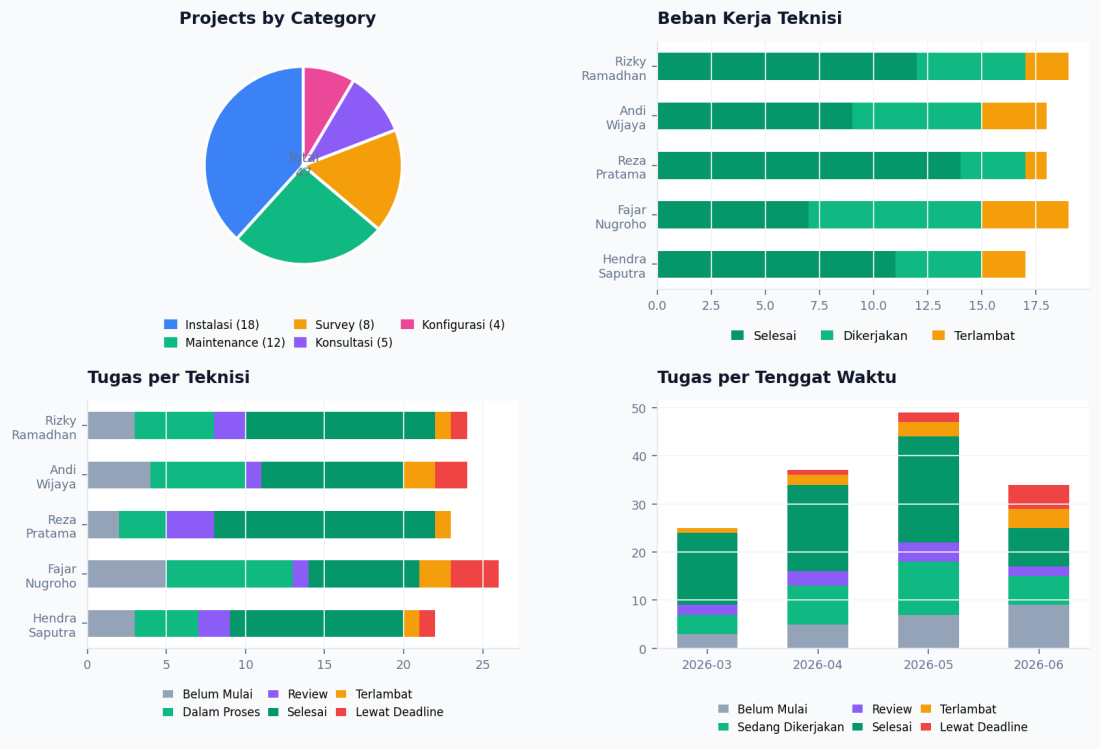 Projects by Category
Total
47
Instalasi (18)
Maintenance (12)
Survey (8)
Konsultasi (5)
Konfigurasi (4)
Beban Kerja Teknisi
Rizky
Ramadhan
Andi
Wijaya
Reza
Pratama
Fajar
Nugroho
Hendra
Saputra
0.0 2.5 5.0 7.5 10.0 12.5 15.0 17.5
Selesai Dikerjakan Terlambat
Tugas per Teknisi
Rizky
Ramadhan
Andi
Wijaya
Reza
Pratama
Fajar
Nugroho
Hendra
Saputra
0 5 10 15 20 25
Belum Mulai Review Terlambat
Dalam Proses Selesai Lewat Deadline
Tugas per Tenggat Waktu
50
40
30
20
10
0
2026-03 2026-04 2026-05 2026-06
Belum Mulai Review Terlambat
Sedang Dikerjakan Selesai Lewat Deadline